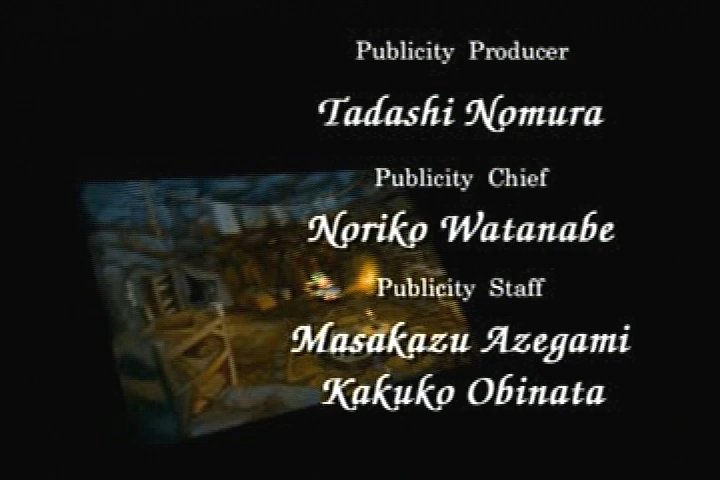 Publicity Producer
Tadashi Nomura
Publicity Chief
Noriko Watanabe
Publicity Staff
Masakazu Azegami
Kakuko Obinata